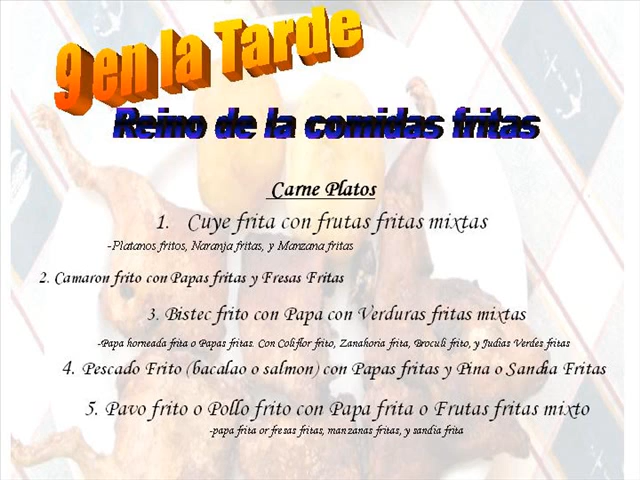 9 en la Tarde
Reino de la comidas fritas
Carne Platos
1. Cuye frita con frutas fritas mixtas
-Platanos fritos, Naranja fritas, y Manzana fritas
2. Camaron frito con Papas fritas y Fresas Fritas
3. Bistec frito con Papa con Verduras fritas mixtas
-Papa horneada frita o Papas fritas. Con Coliflor frito, Zanahoria frita, Broculi frito, y Judias Verdes fritas
4. Pescado Frito (bacalao o salmon) con Papas fritas y Pina o Sandia Fritas
5. Pavo frito o Pollo frito con Papa frita o Frutas fritas mixto
-papa frita or fresas fritas, manzanas fritas, y sandia frita